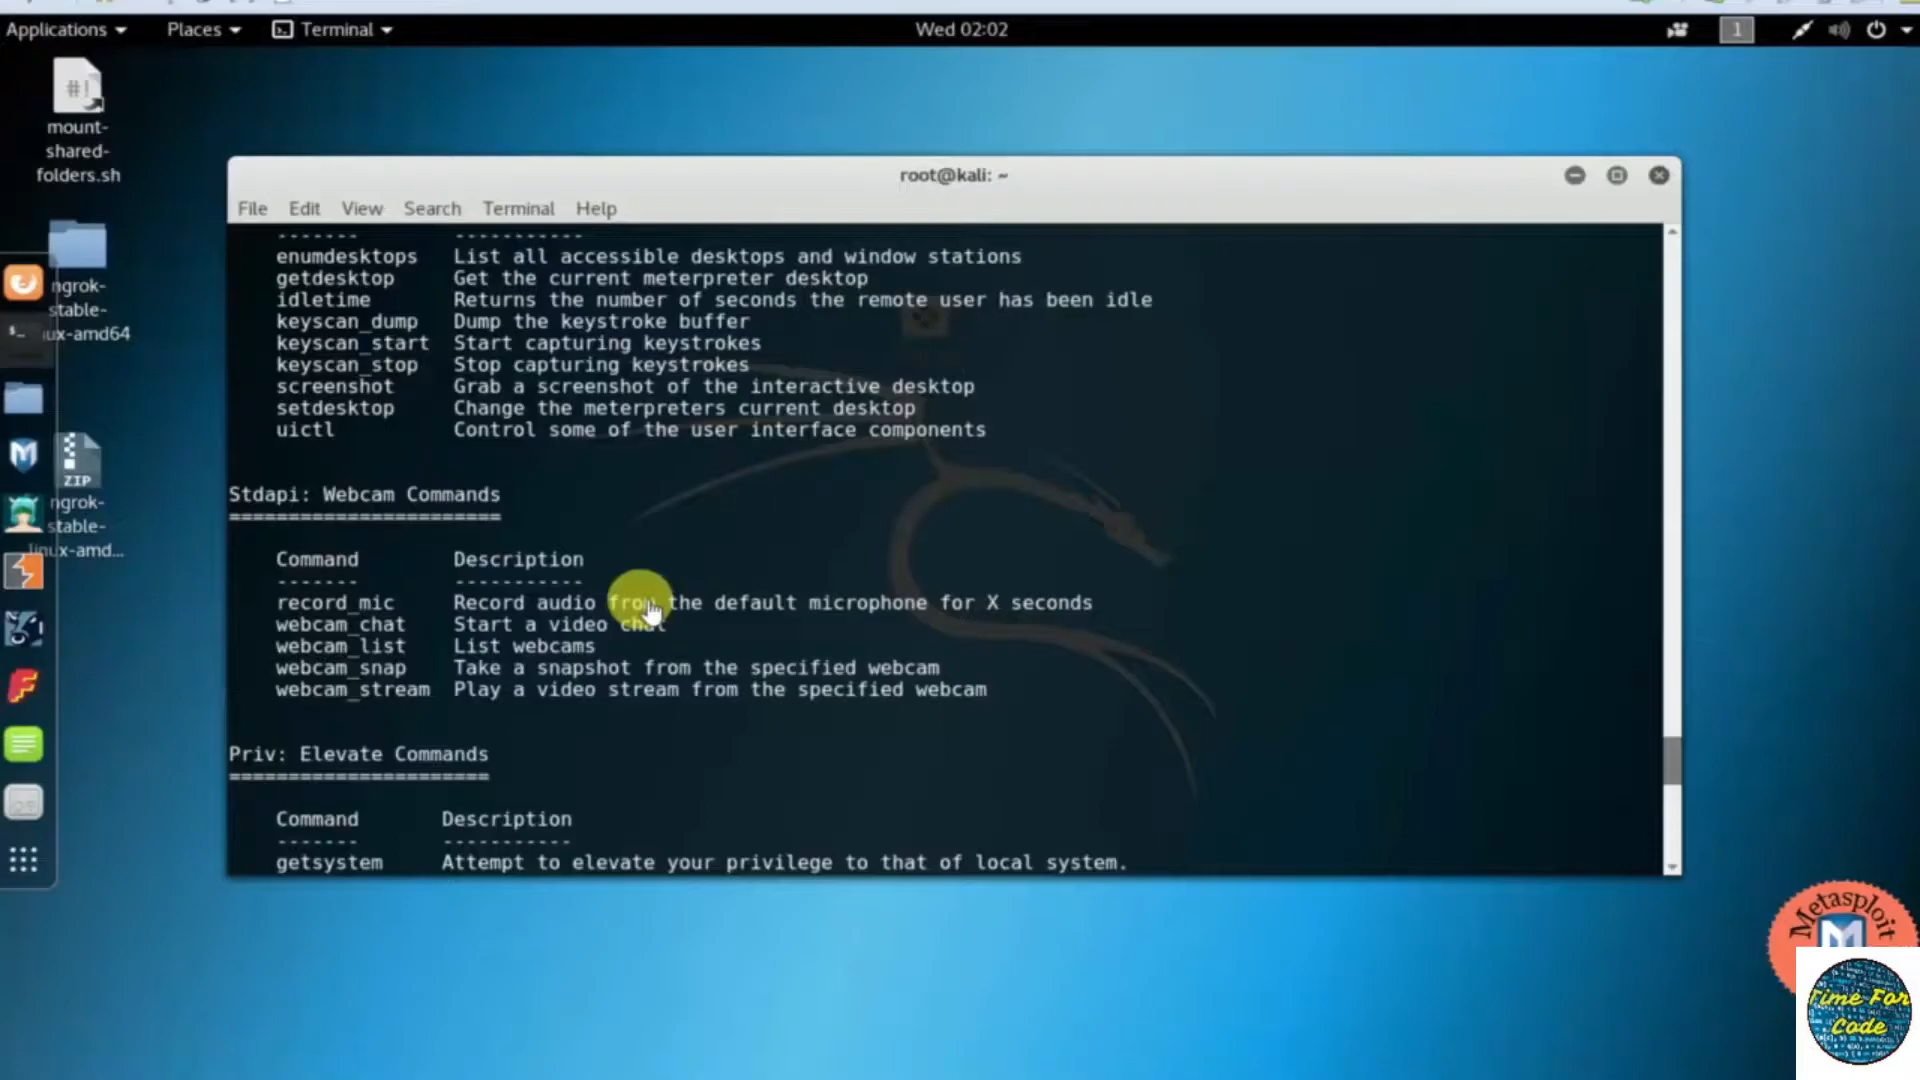 Applications Places Terminal Wed 02:02 1
#!
mount-
shared-
folders.sh
root@kali: ~
File Edit View Search Terminal Help
------- -----------
enumdesktops List all accessible desktops and window stations
getdesktop Get the current meterpreter desktop
idletime Returns the number of seconds the remote user has been idle
keyscan_dump Dump the keystroke buffer
keyscan_start Start capturing keystrokes
keyscan_stop Stop capturing keystrokes
screenshot Grab a screenshot of the interactive desktop
setdesktop Change the meterpreters current desktop
uictl Control some of the user interface components
Stdapi: Webcam Commands
=======================
Command Description
------- -----------
record_mic Record audio from the default microphone for X seconds
webcam_chat Start a video chat
webcam_list List webcams
webcam_snap Take a snapshot from the specified webcam
webcam_stream Play a video stream from the specified webcam
Priv: Elevate Commands
======================
Command Description
------- -----------
getsystem Attempt to elevate your privilege to that of local system.
ngrok-
stable-
ux-amd64
ZIP
ngrok-
stable-
linux-amd...
Metasploit
Time For
Code